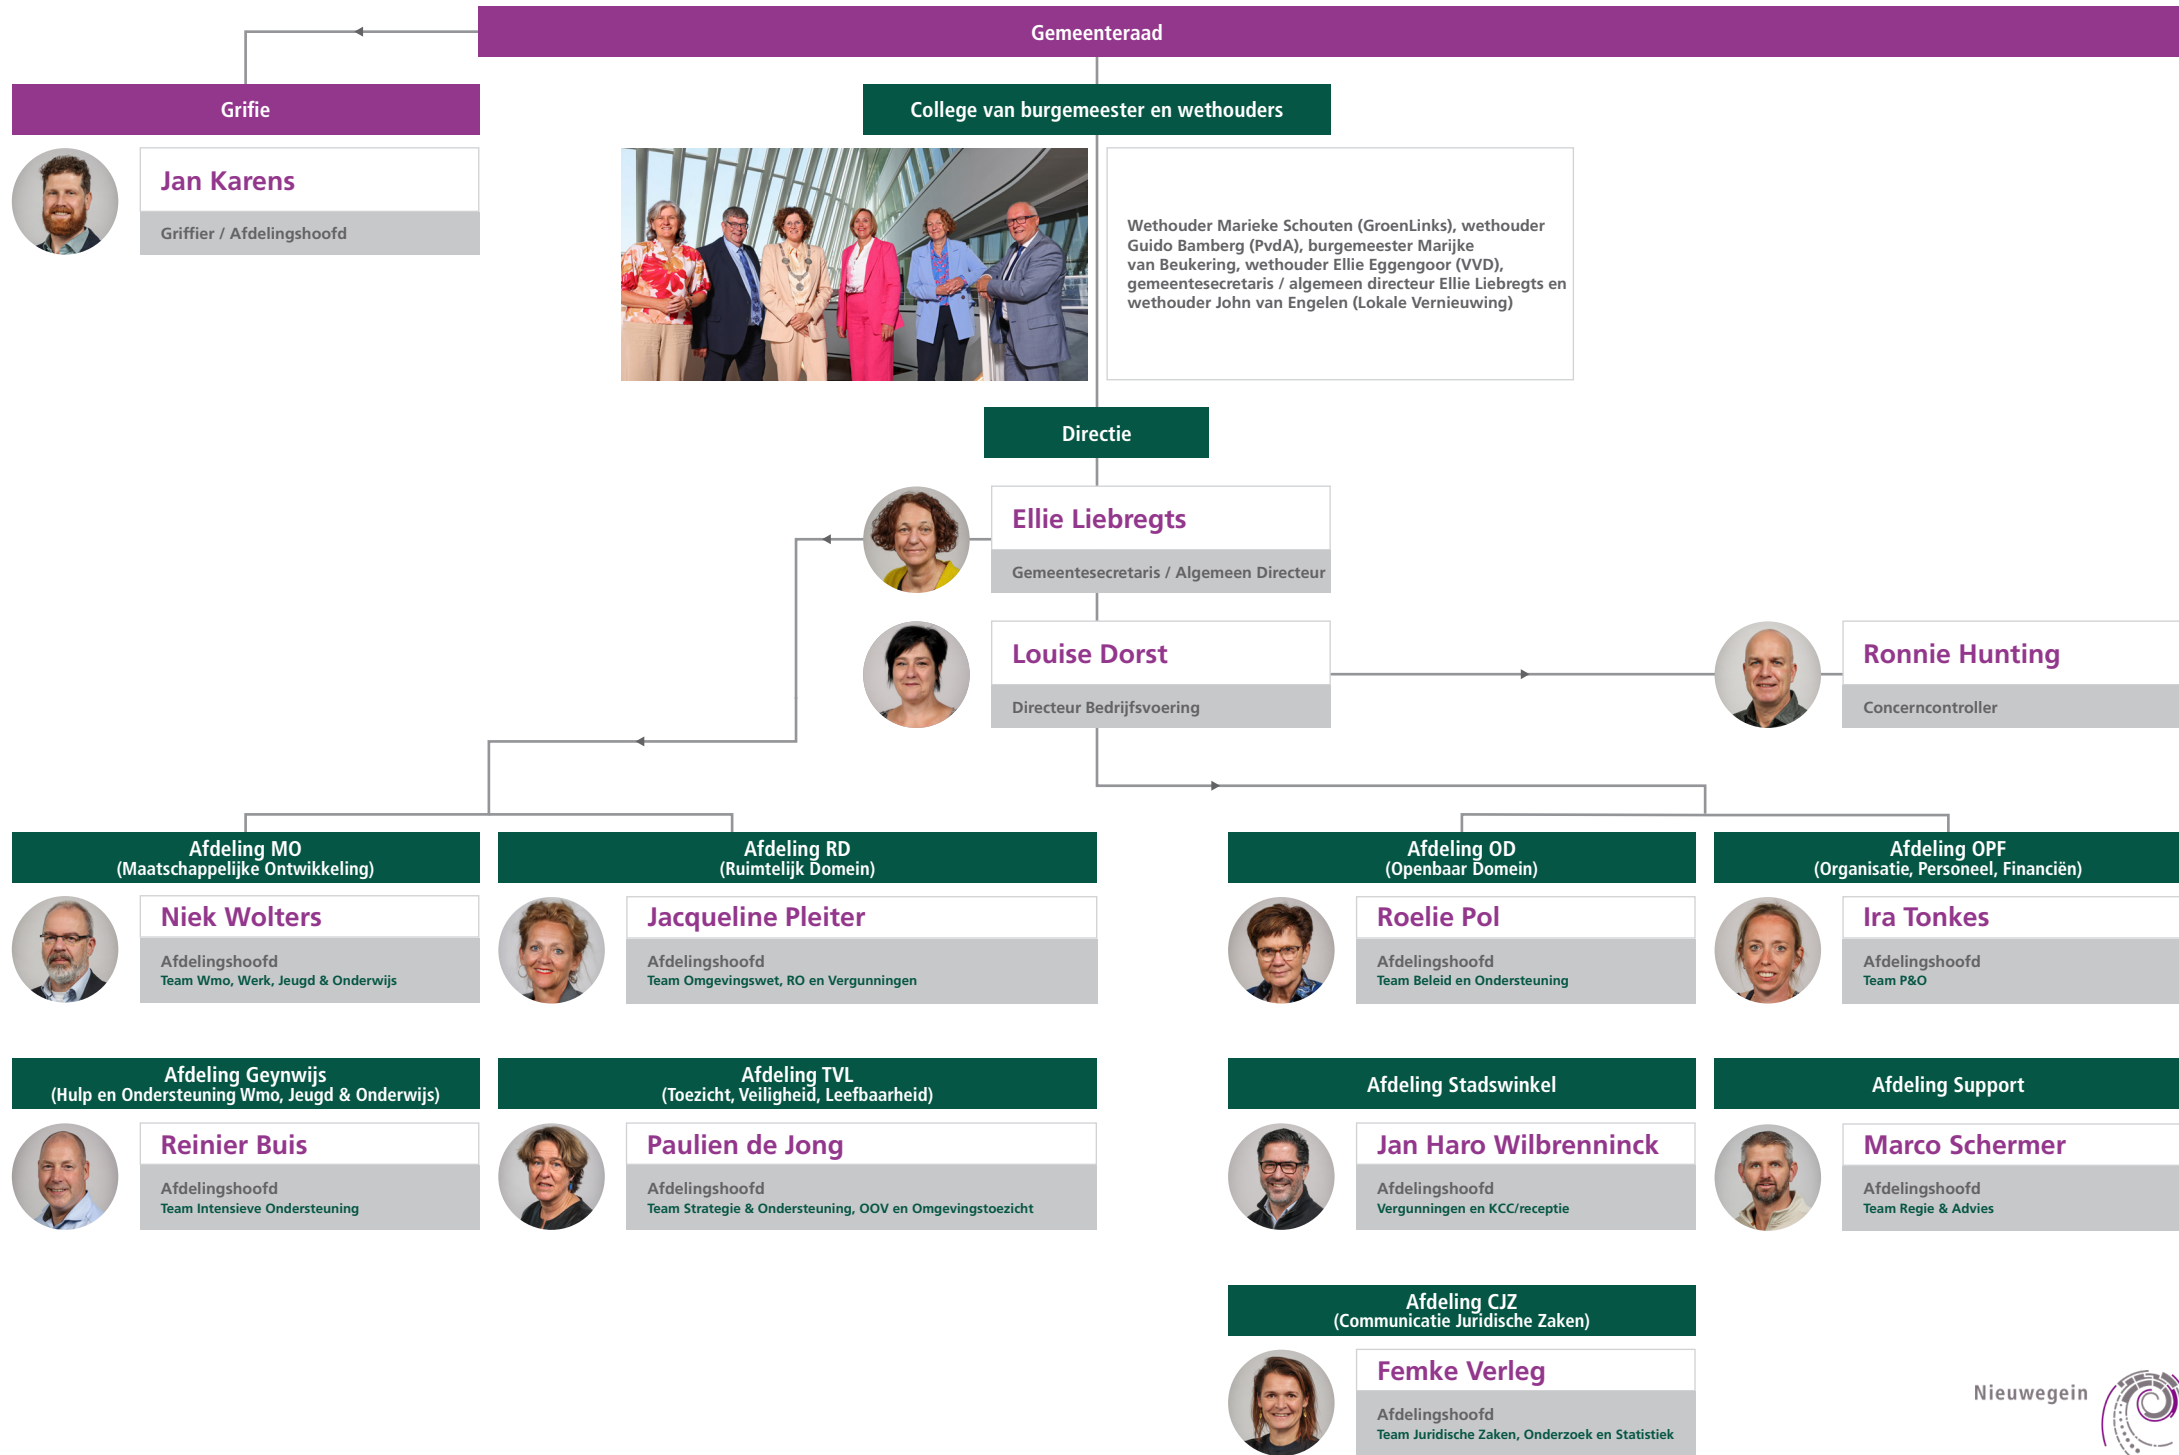 Gemeenteraad
Grifie
College van burgemeester en wethouders
Jan Karens
Griffier / Afdelingshoofd
Wethouder Marieke Schouten (GroenLinks), wethouder
Guido Bamberg (PvdA), burgemeester Marijke
van Beukering, wethouder Ellie Eggengoor (VVD),
gemeentesecretaris / algemeen directeur Ellie Liebregts en
wethouder John van Engelen (Lokale Vernieuwing)
Directie
Ellie Liebregts
Gemeentesecretaris / Algemeen Directeur
Louise Dorst
Directeur Bedrijfsvoering
Ronnie Hunting
Concerncontroller
Afdeling MO
(Maatschappelijke Ontwikkeling)
Niek Wolters
Afdelingshoofd
Team Wmo, Werk, Jeugd & Onderwijs
Afdeling RD
(Ruimtelijk Domein)
Jacqueline Pleiter
Afdelingshoofd
Team Omgevingswet, RO en Vergunningen
Afdeling OD
(Openbaar Domein)
Roelie Pol
Afdelingshoofd
Team Beleid en Ondersteuning
Afdeling OPF
(Organisatie, Personeel, Financiën)
Ira Tonkes
Afdelingshoofd
Team P&O
Afdeling Geynwijs
(Hulp en Ondersteuning Wmo, Jeugd & Onderwijs)
Reinier Buis
Afdelingshoofd
Team Intensieve Ondersteuning
Afdeling TVL
(Toezicht, Veiligheid, Leefbaarheid)
Paulien de Jong
Afdelingshoofd
Team Strategie & Ondersteuning, OOV en Omgevingstoezicht
Afdeling Stadswinkel
Jan Haro Wilbrenninck
Afdelingshoofd
Vergunningen en KCC/receptie
Afdeling Support
Marco Schermer
Afdelingshoofd
Team Regie & Advies
Afdeling CJZ
(Communicatie Juridische Zaken)
Femke Verleg
Afdelingshoofd
Team Juridische Zaken, Onderzoek en Statistiek
Nieuwegein